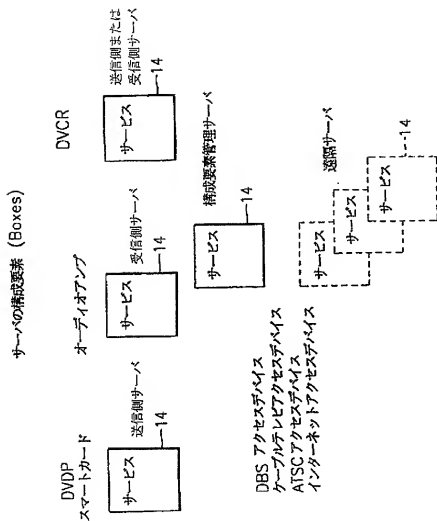 サーバの構成要素 (Boxes)
DVDP
スマートカード
送信側サーバ
14
サービス
オーディオアンプ
受信側サーバ
14
サービス
DVCR
送信側または
受信側サーバ
14
サービス
構成要素管理サーバ
14
サービス
DBS アクセスデバイス
ケーブルテレビアクセスデバイス
ATSC アクセスデバイス
インターネットアクセスデバイス
遠隔サーバ
サービス
サービス
サービス
14